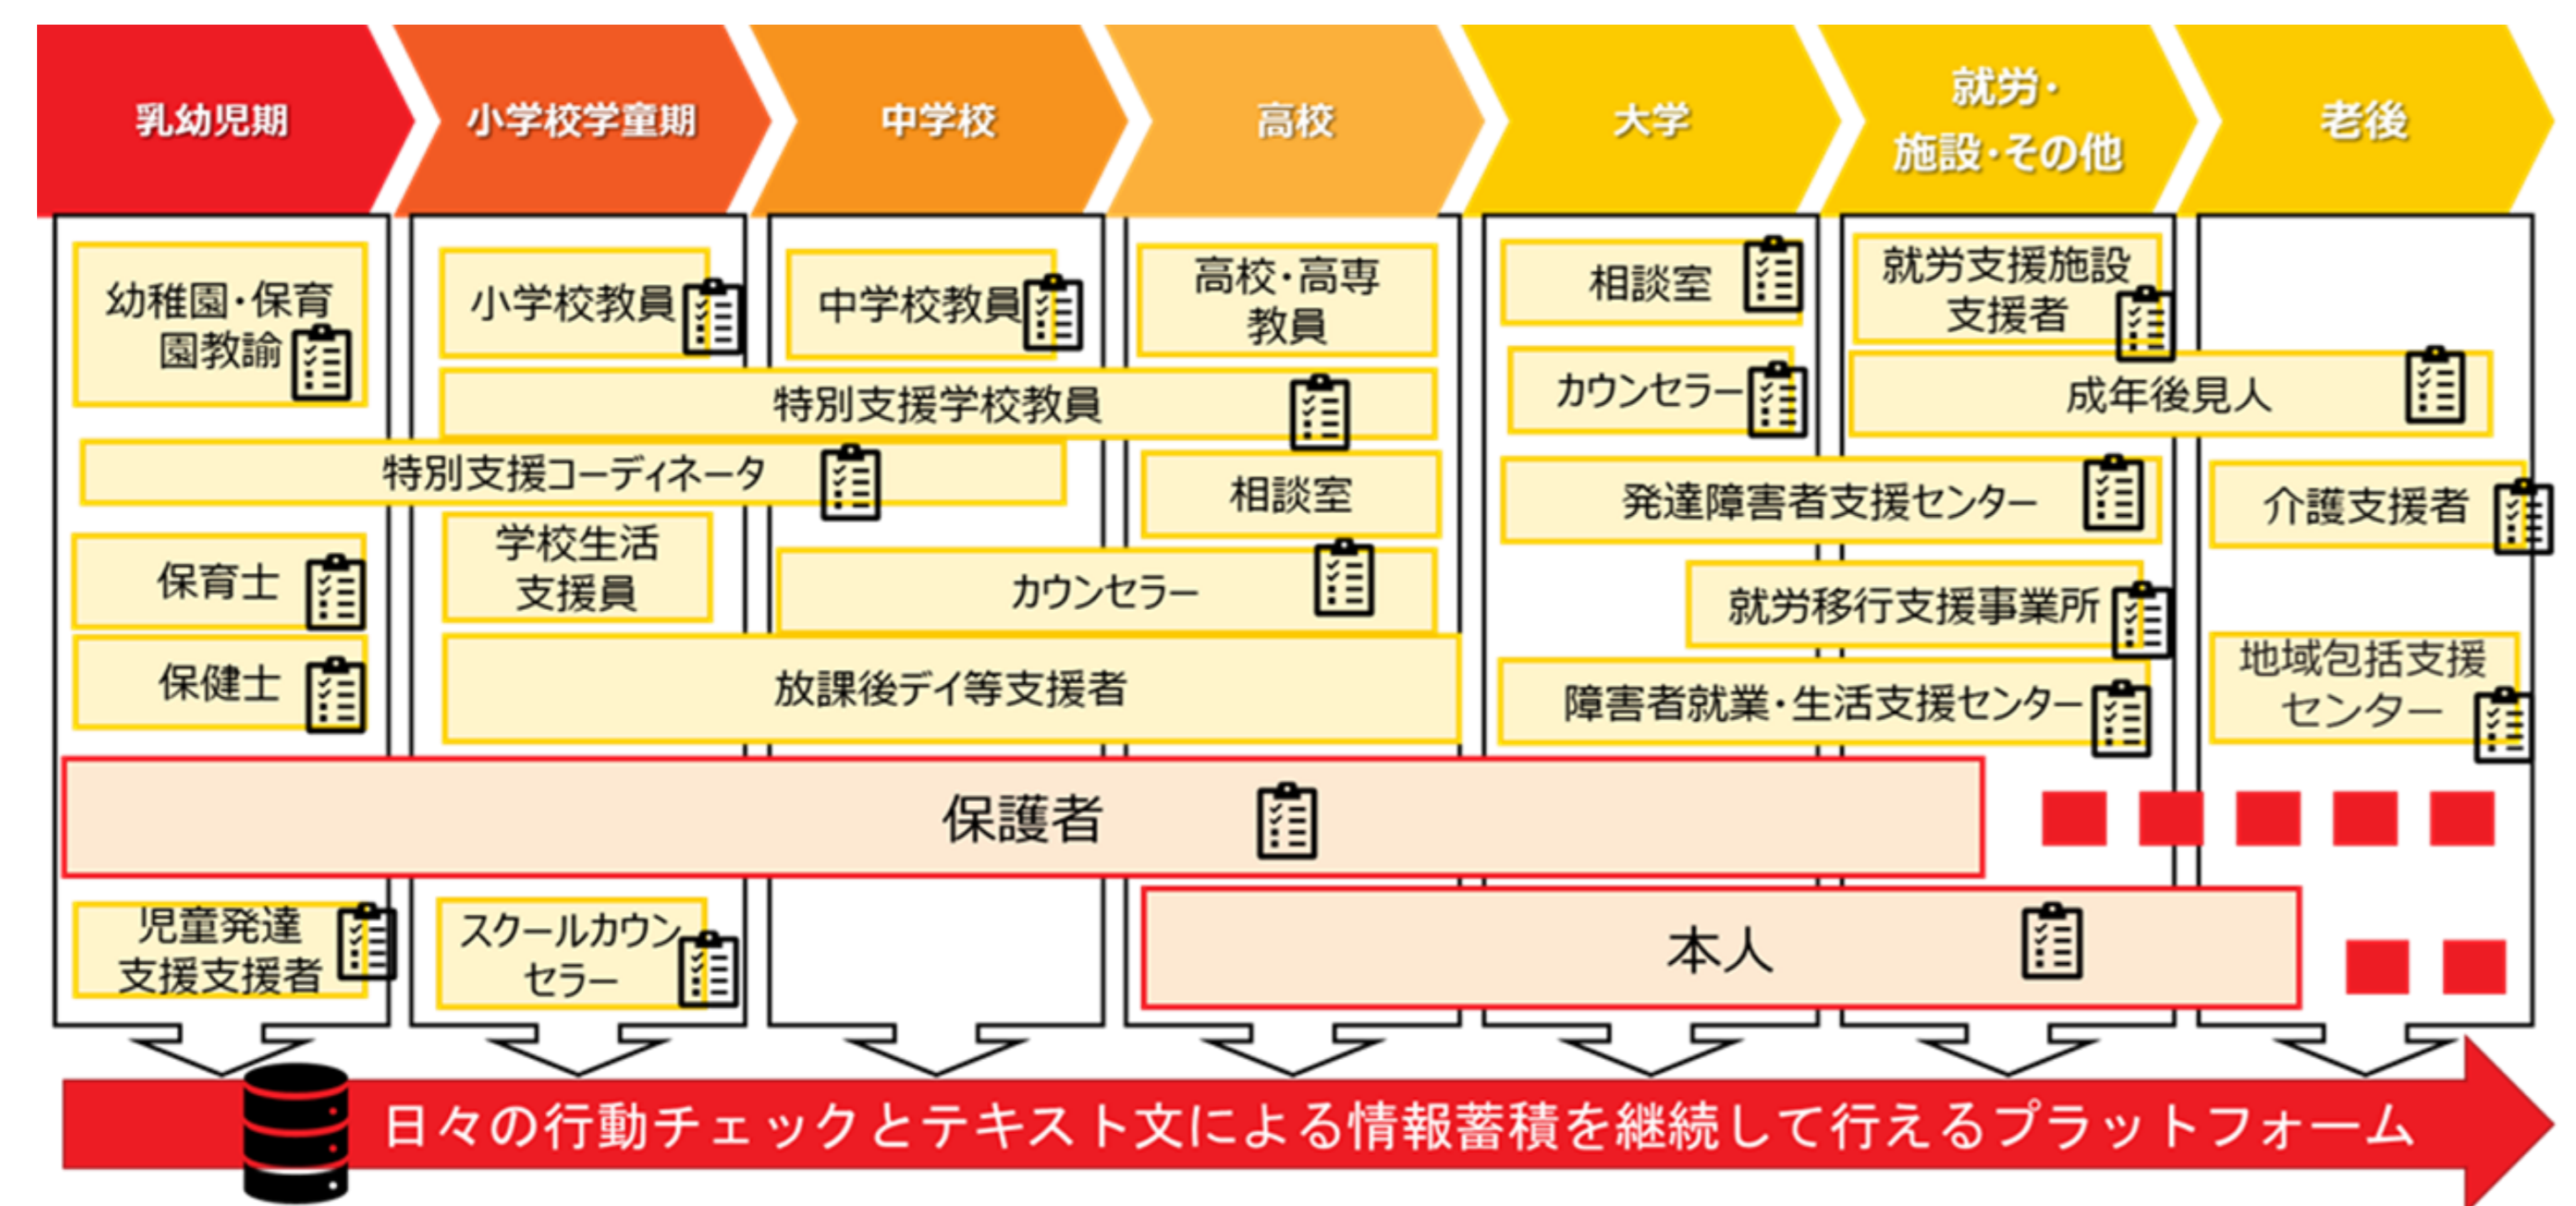 乳幼児期
小学校学童期
中学校
高校
大学
就労・
施設・その他
老後
幼稚園・保育
園教諭
小学校教員
中学校教員
高校・高専
教員
相談室
就労支援施設
支援者
カウンセラー
成年後見人
特別支援学校教員
特別支援コーディネータ
相談室
発達障害者支援センター
介護支援者
保育士
学校生活
支援員
カウンセラー
就労移行支援事業所
保健士
放課後デイ等支援者
障害者就業・生活支援センター
地域包括支援
センター
保護者
児童発達
支援支援者
スクールカウン
セラー
本人
日々の行動チェックとテキスト文による情報蓄積を継続して行えるプラットフォーム